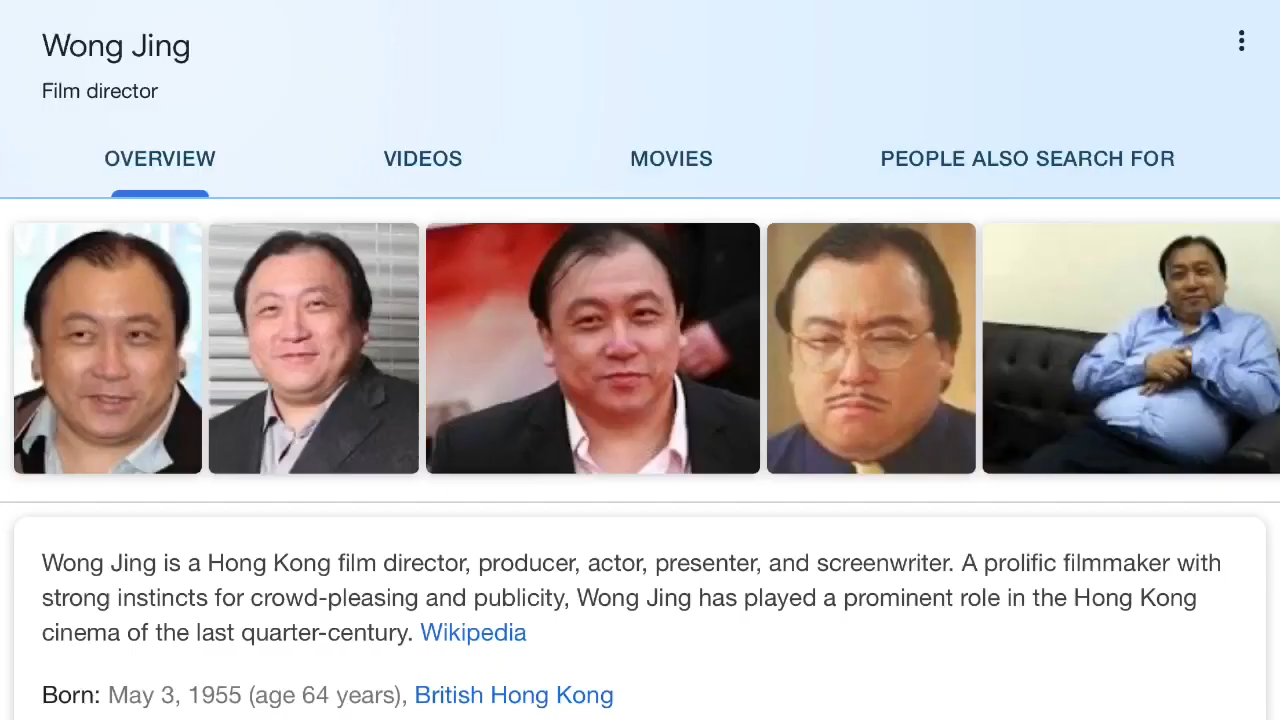 Wong Jing
Film director
OVERVIEW VIDEOS MOVIES PEOPLE ALSO SEARCH FOR
Wong Jing is a Hong Kong film director, producer, actor, presenter, and screenwriter. A prolific filmmaker with
strong instincts for crowd-pleasing and publicity, Wong Jing has played a prominent role in the Hong Kong
cinema of the last quarter-century. Wikipedia
Born: May 3, 1955 (age 64 years), British Hong Kong